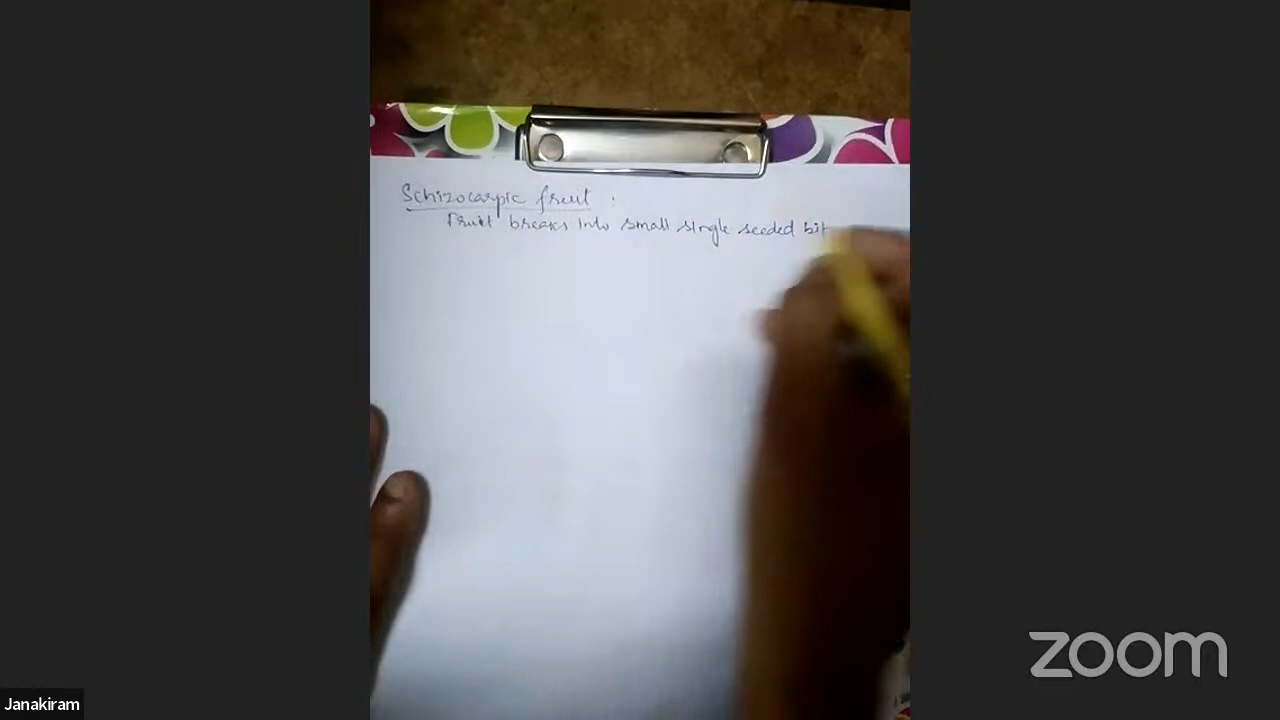 Schizocarpic fruit :
Fruit breaks into small single seeded bit
zoom
Janakiram